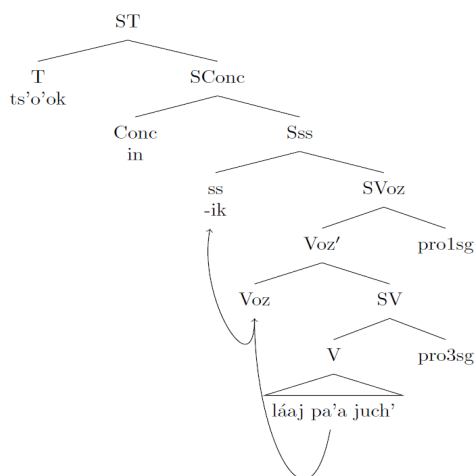 ST
T SConc
ts'o'ok
Conc Sss
in
ss SVoz
-ik
Voz′ pro1sg
Voz SV
V pro3sg
láaj pa'a juch'